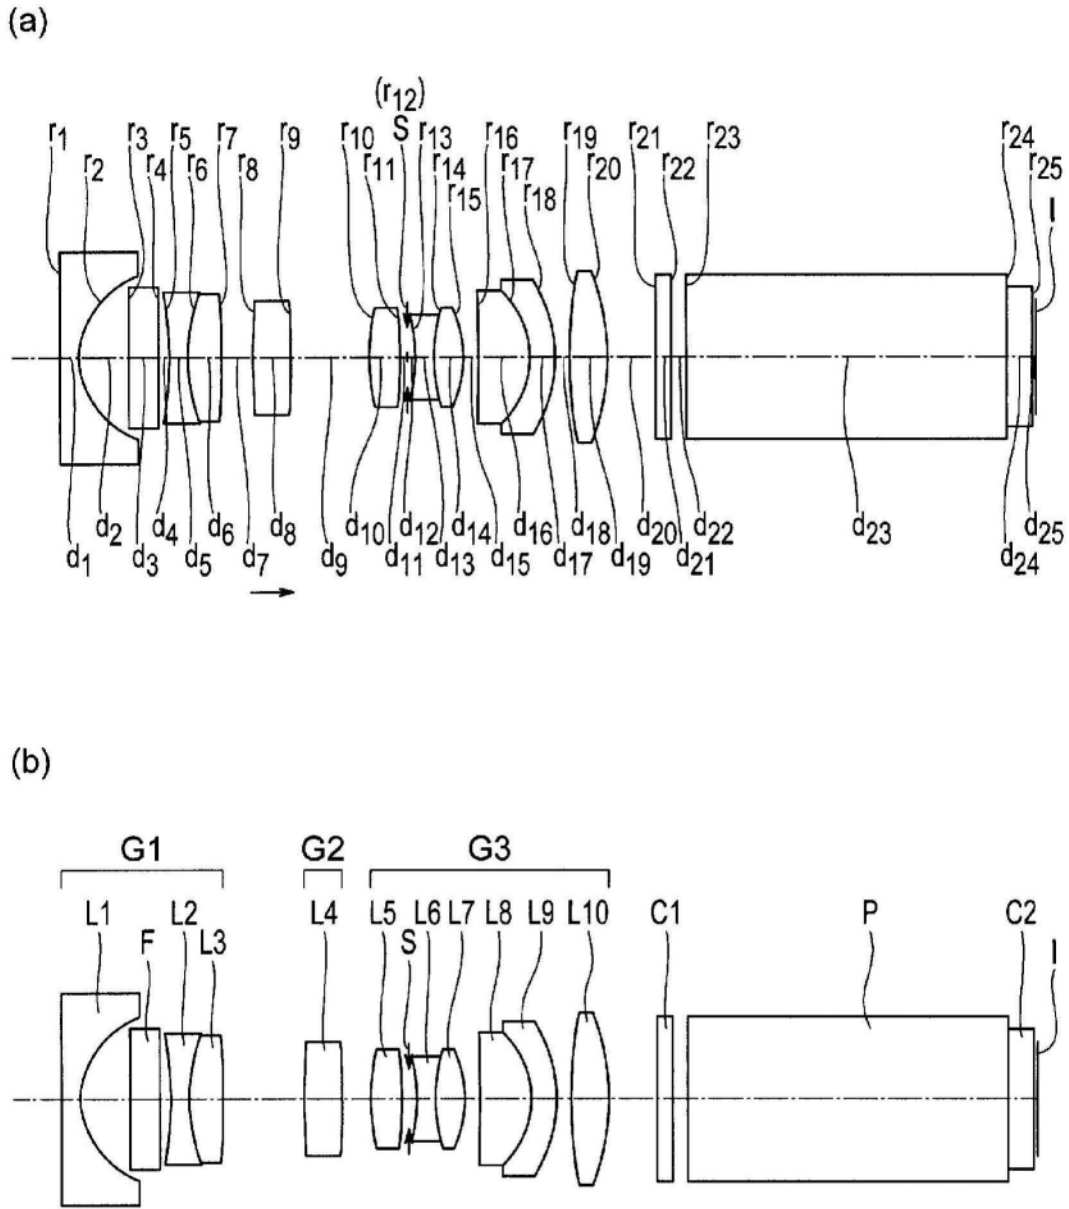 (a)
(r12)
r1 r3 r5 r7 r9 r10 S r13 r16 r19 r21 r23 r24
r2 r4 r6 r8 r11 r14 r17 r20 r22 r25
r15 r18 I
d2 d4 d6 d8 d10 d12 d14 d16 d18 d20 d22 d23 d25
d1 d3 d5 d7 d9 d11 d13 d15 d17 d19 d21 d24
(b)
G1 G2 G3
L1 L2 L4 L5 L6 L7 L8 L9 L10 C1 P C2
F L3 S I